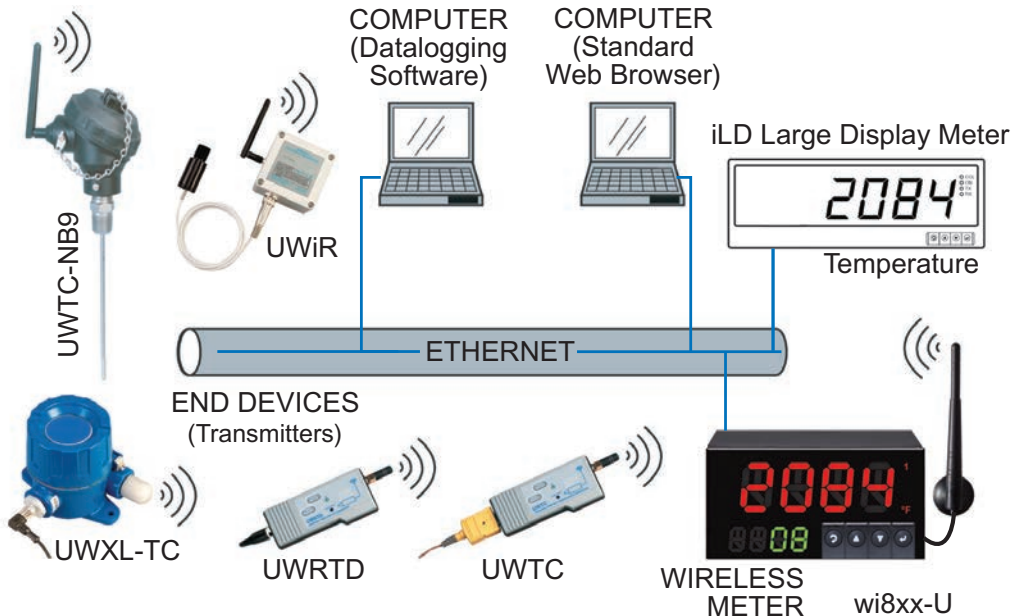 COMPUTER
(Datalogging
Software)
COMPUTER
(Standard
Web Browser)
iLD Large Display Meter
2084
Temperature
UWTC-NB9
UWiR
ETHERNET
END DEVICES
(Transmitters)
UWXL-TC
UWRTD
UWTC
2084
1
°F
08
WIRELESS
METER
wi8xx-U